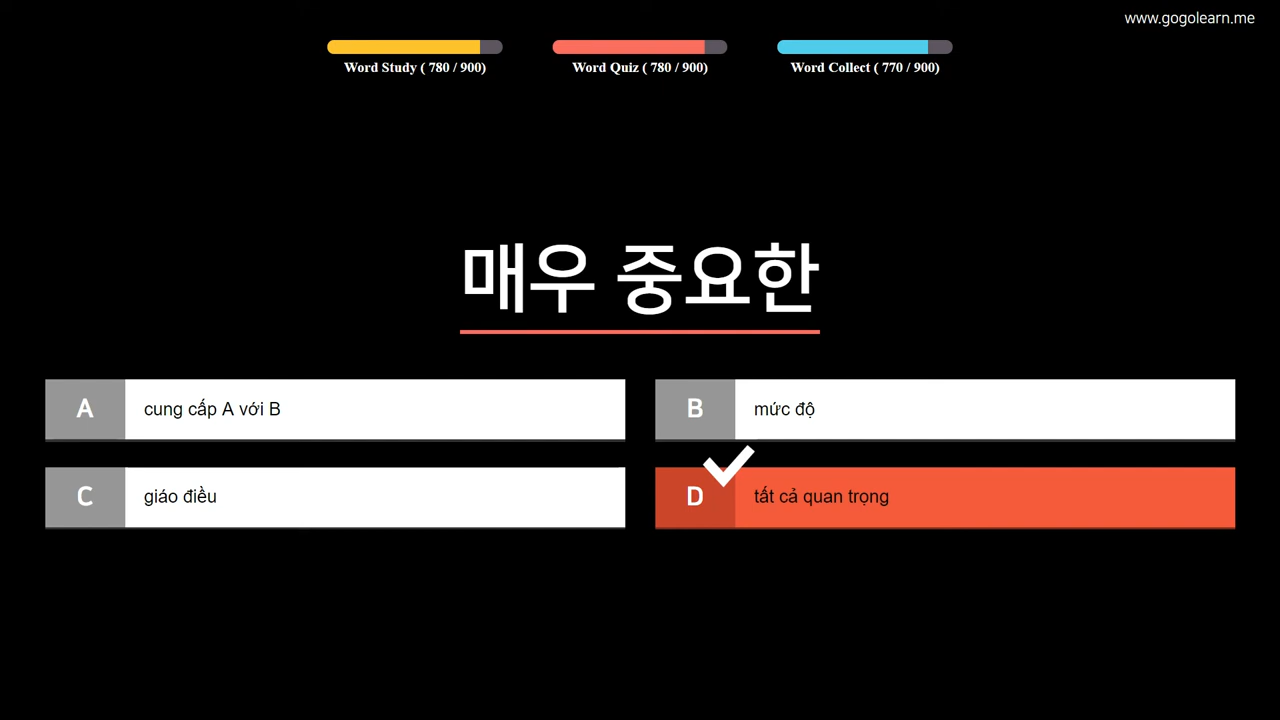 www.gogolearn.me
Word Study ( 780 / 900)
Word Quiz ( 780 / 900)
Word Collect ( 770 / 900)
매우 중요한
A cung cấp A với B
B mức độ
C giáo điều
D tất cả quan trọng